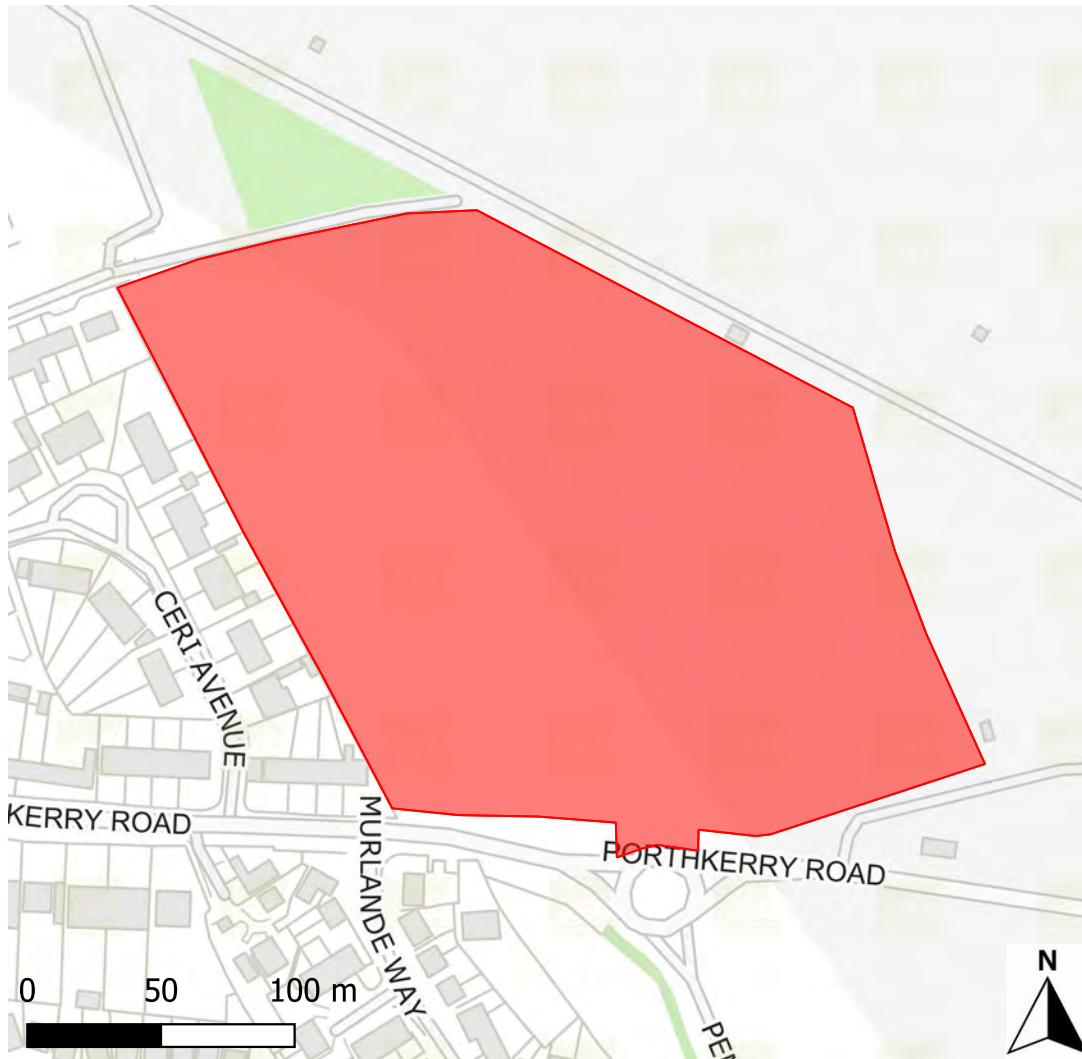 CERI AVENUE
KERRY ROAD
MURLANDE WAY
PORTHKERRY ROAD
PEN
0 50 100 m
N